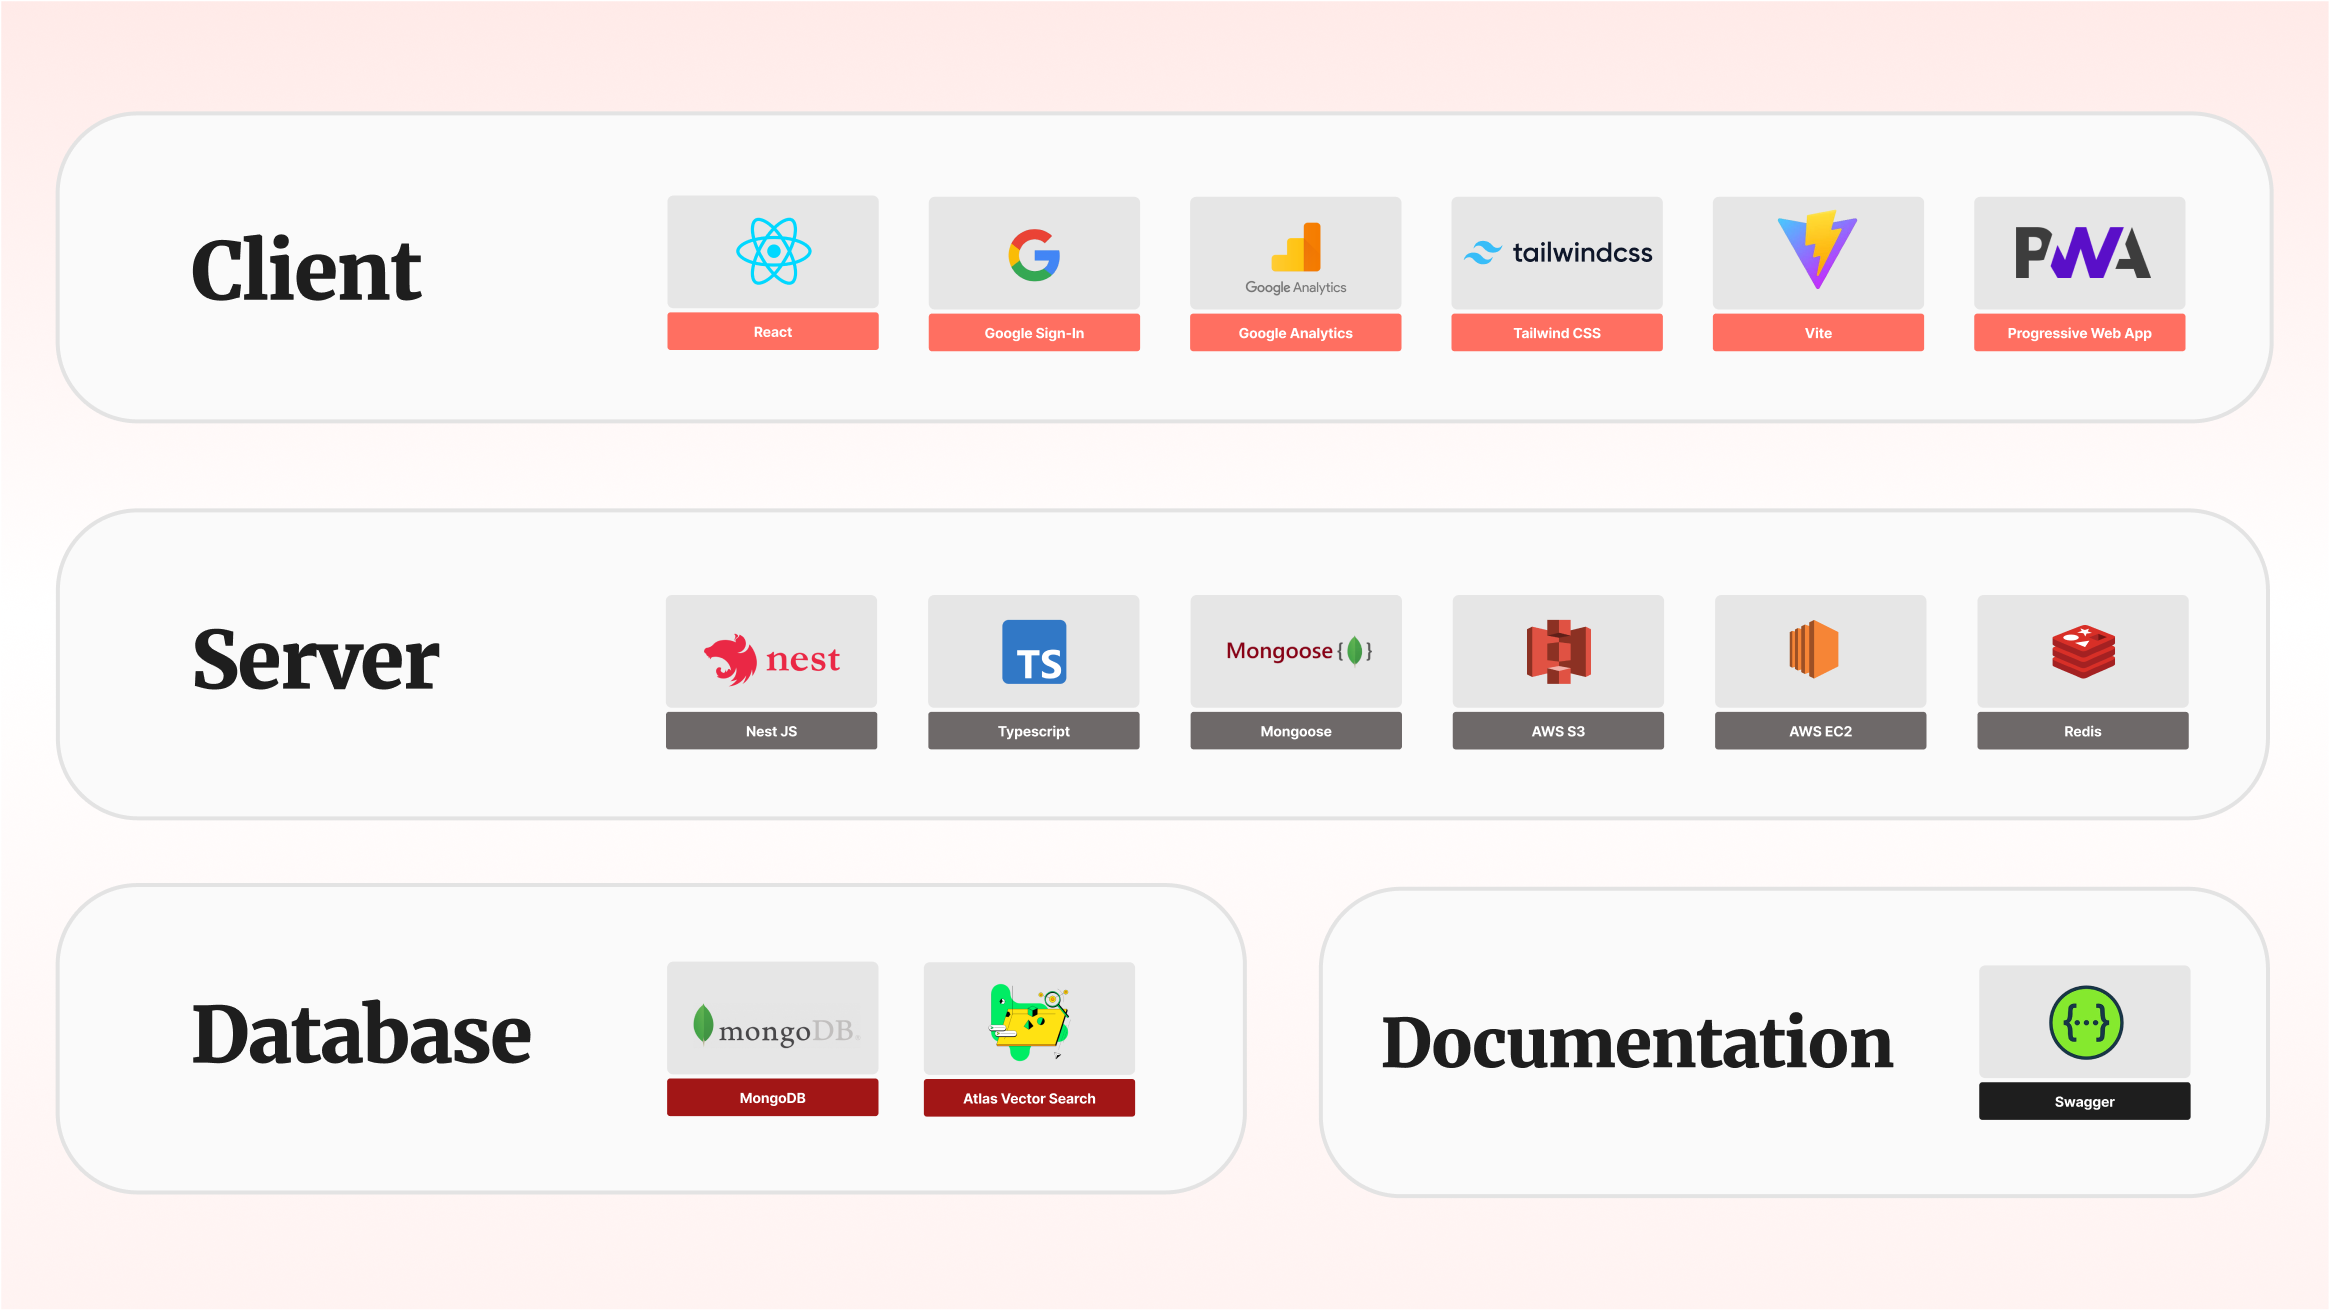 Client
Google Analytics
tailwindcss
PWA
React
Google Sign-In
Google Analytics
Tailwind CSS
Vite
Progressive Web App
Server
nest
TS
Mongoose{ }
Nest JS
Typescript
Mongoose
AWS S3
AWS EC2
Redis
Database
mongoDB.
MongoDB
Atlas Vector Search
Documentation
{...}
Swagger